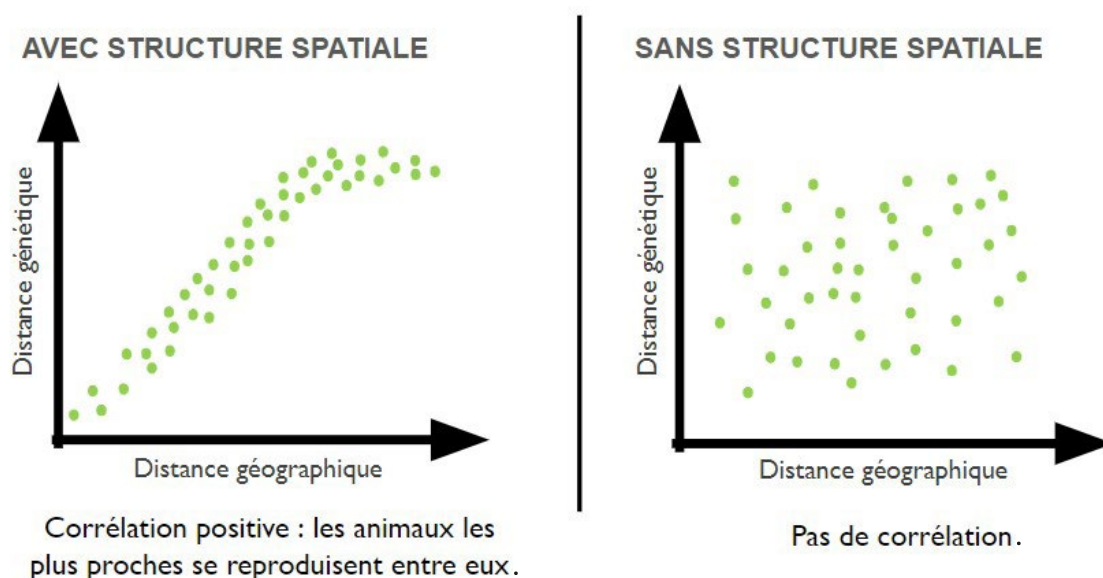 AVEC STRUCTURE SPATIALE
Distance génétique
Distance géographique
Corrélation positive : les animaux les
plus proches se reproduisent entre eux.
SANS STRUCTURE SPATIALE
Distance génétique
Distance géographique
Pas de corrélation.